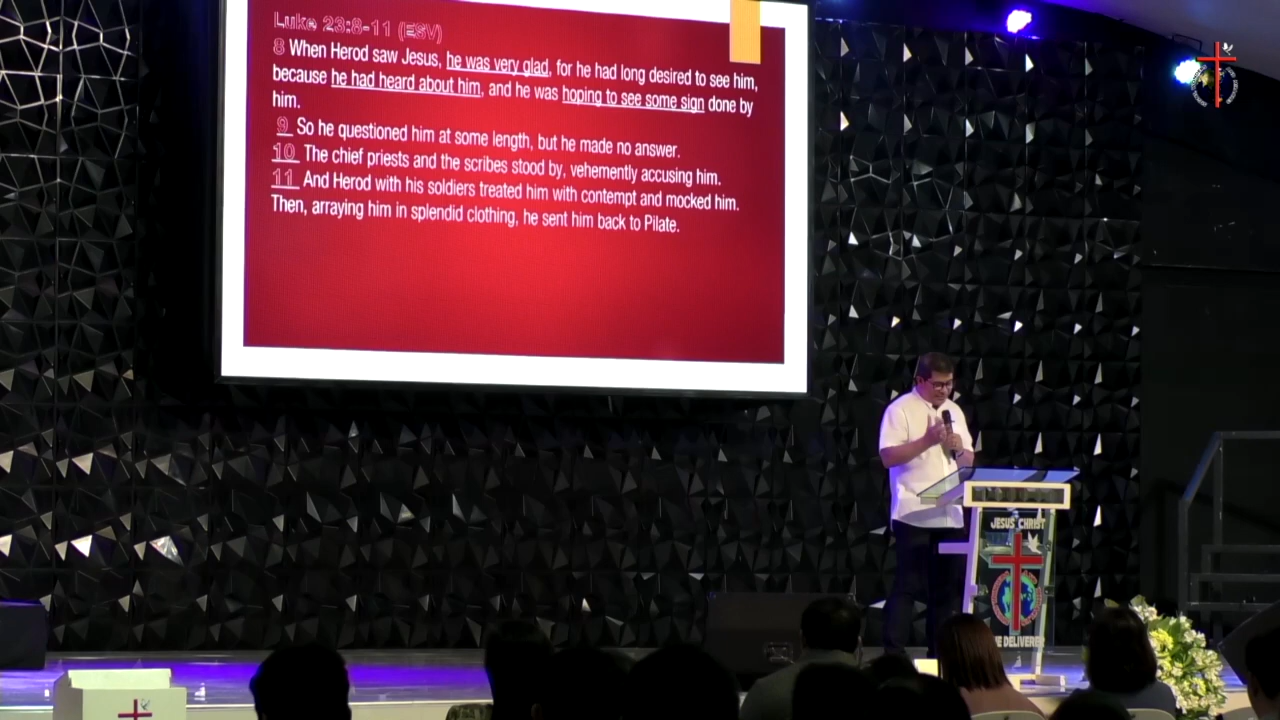 Luke 23:8-11 (ESV)
8 When Herod saw Jesus, he was very glad, for he had long desired to see him,
because he had heard about him, and he was hoping to see some sign done by
him.
9 So he questioned him at some length, but he made no answer.
10 The chief priests and the scribes stood by, vehemently accusing him.
11 And Herod with his soldiers treated him with contempt and mocked him.
Then, arraying him in splendid clothing, he sent him back to Pilate.
JESUS CHRIST
THE DELIVERER